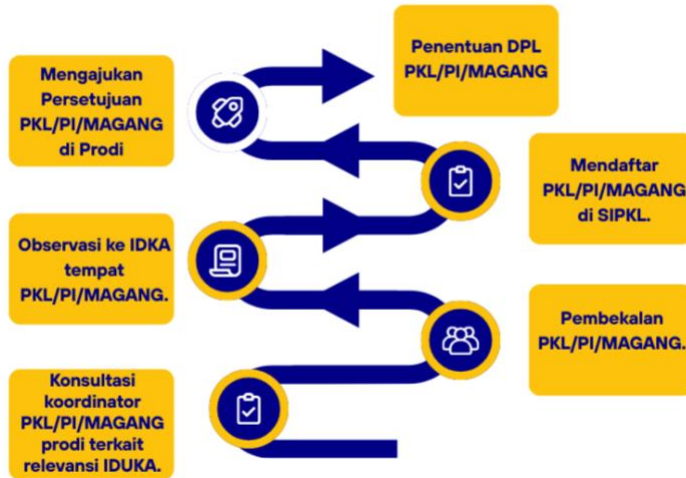 Penentuan DPL
PKL/PI/MAGANG
Mengajukan
Persetujuan
PKL/PI/MAGANG
di Prodi
Mendaftar
PKL/PI/MAGANG
di SIPKL.
Observasi ke IDKA
tempat
PKL/PI/MAGANG.
Pembekalan
PKL/PI/MAGANG.
Konsultasi
koordinator
PKL/PI/MAGANG
prodi terkait
relevansi IDUKA.